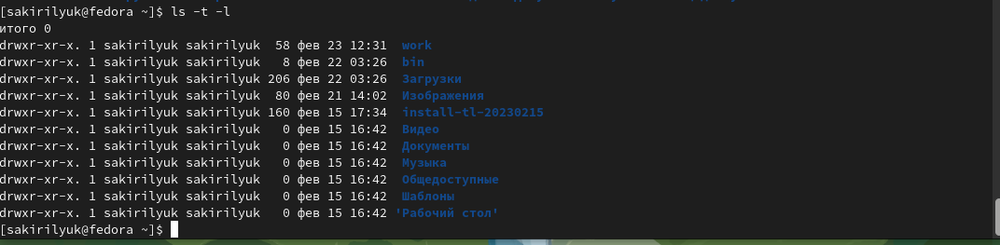 [sakirilyuk@fedora ~]$ ls -t -l
итого 0
drwxr-xr-x. 1 sakirilyuk sakirilyuk  58 фев 23 12:31  work
drwxr-xr-x. 1 sakirilyuk sakirilyuk   8 фев 22 03:26  bin
drwxr-xr-x. 1 sakirilyuk sakirilyuk 206 фев 22 03:26  Загрузки
drwxr-xr-x. 1 sakirilyuk sakirilyuk  80 фев 21 14:02  Изображения
drwxr-xr-x. 1 sakirilyuk sakirilyuk 160 фев 15 17:34  install-tl-20230215
drwxr-xr-x. 1 sakirilyuk sakirilyuk   0 фев 15 16:42  Видео
drwxr-xr-x. 1 sakirilyuk sakirilyuk   0 фев 15 16:42  Документы
drwxr-xr-x. 1 sakirilyuk sakirilyuk   0 фев 15 16:42  Музыка
drwxr-xr-x. 1 sakirilyuk sakirilyuk   0 фев 15 16:42  Общедоступные
drwxr-xr-x. 1 sakirilyuk sakirilyuk   0 фев 15 16:42  Шаблоны
drwxr-xr-x. 1 sakirilyuk sakirilyuk   0 фев 15 16:42 'Рабочий стол'
[sakirilyuk@fedora ~]$